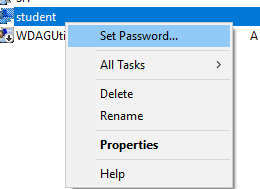 student
WDAGUti
A
Set Password...
All Tasks
Delete
Rename
Properties
Help